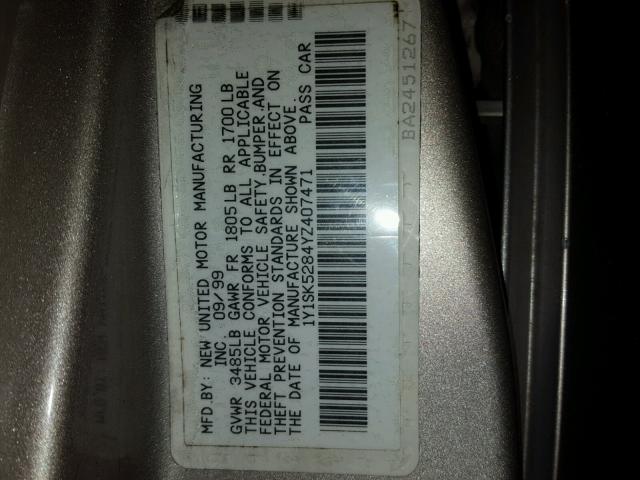 MFD.BY: NEW UNITED MOTOR MANUFACTURING
INC. 09/99
GVWR 3485LB GAWR FR 1805LB RR 1700LB
THIS VEHICLE CONFORMS TO ALL APPLICABLE
FEDERAL MOTOR VEHICLE SAFETY,BUMPER,AND
THEFT PREVENTION STANDARDS IN EFFECT ON
THE DATE OF MANUFACTURE SHOWN ABOVE.
1Y1SK5284YZ407471 PASS CAR
BA2451267